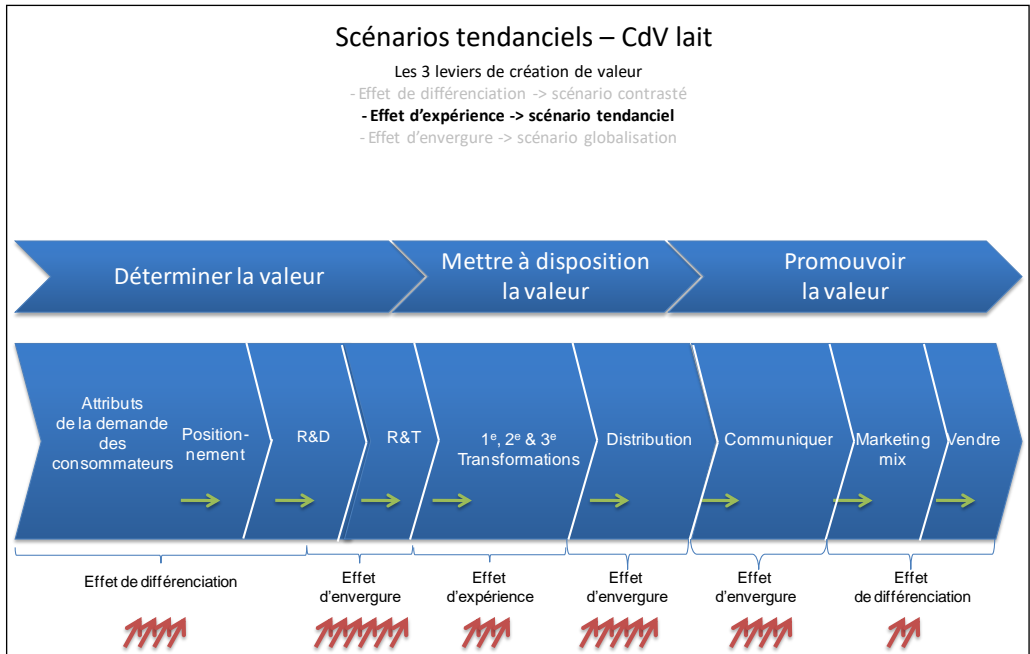 Scénarios tendanciels – CdV lait
Les 3 leviers de création de valeur
- Effet de différenciation -> scénario contrasté
- Effet d'expérience -> scénario tendanciel
- Effet d'envergure -> scénario globalisation
Déterminer la valeur
Mettre à disposition
la valeur
Promouvoir
la valeur
Attributs
de la demande
des
consommateurs
Position-
nement
R&D
R&T
1ᵉ, 2ᵉ & 3ᵉ
Transformations
Distribution
Communiquer
Marketing
mix
Vendre
Effet de différenciation
Effet
d'envergure
Effet
d'expérience
Effet
d'envergure
Effet
d'envergure
Effet
de différenciation